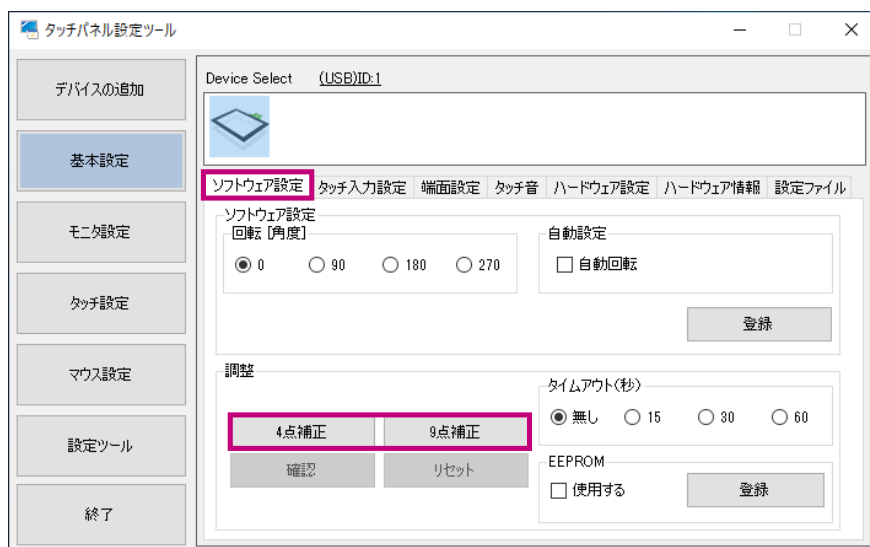 タッチパネル設定ツール
デバイスの追加
基本設定
モニタ設定
タッチ設定
マウス設定
設定ツール
終了
Device Select (USB)ID:1
ソフトウェア設定 タッチ入力設定 端面設定 タッチ音 ハードウェア設定 ハードウェア情報 設定ファイル
ソフトウェア設定
回転 [角度]
0 90 180 270
自動設定
自動回転
登録
調整
4点補正 9点補正
確認 リセット
タイムアウト(秒)
無し 15 30 60
EEPROM
使用する 登録